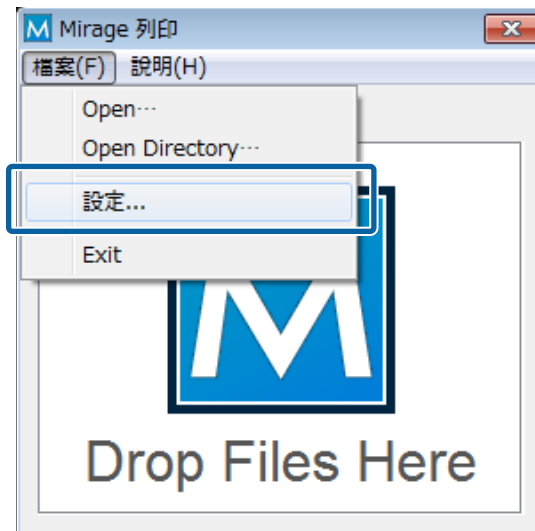 M Mirage 列印
檔案(F) 說明(H)
Open…
Open Directory…
設定...
Exit
M
Drop Files Here